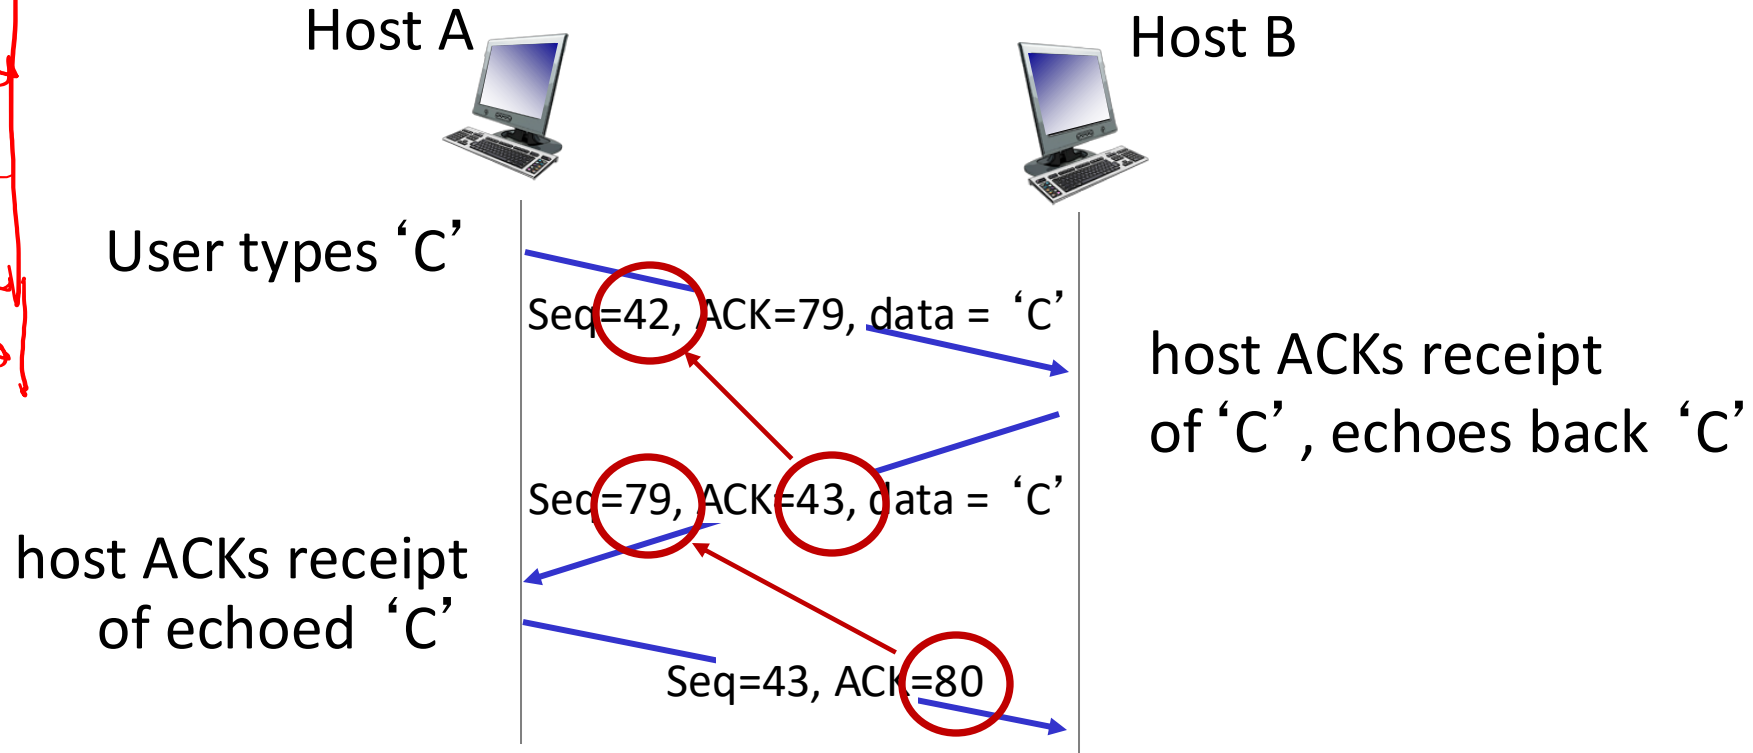 Host A
Host B
User types ‘C’
Seq=42, ACK=79, data = ‘C’
host ACKs receipt
of ‘C’, echoes back ‘C’
Seq=79, ACK=43, data = ‘C’
host ACKs receipt
of echoed ‘C’
Seq=43, ACK=80